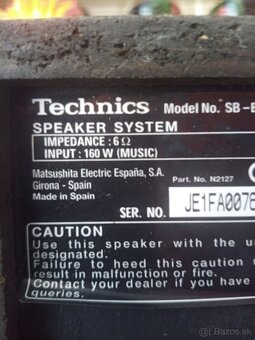 Technics Model No. SB-E
SPEAKER SYSTEM
IMPEDANCE : 6 Ω
INPUT : 160 W (MUSIC)
Matsushita Electric España, S.A.
Girona - Spain
Part. No. N2127
Made in Spain
SER. NO. JE1FA007
CAUTION
Use this speaker with the un
designated.
Failure to heed this caution
result in malfunction or fire.
Contact your dealer if you have
queries.
© Bazos.sk